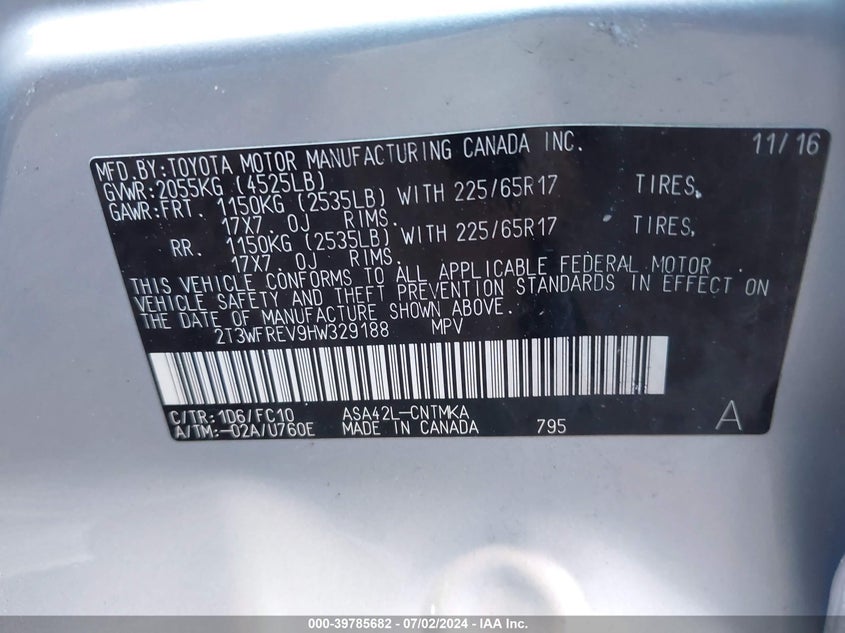 MFD.BY:TOYOTA MOTOR MANUFACTURING CANADA INC. 11/16
GVWR:2055KG (4525LB)
GAWR:FRT. 1150KG (2535LB) WITH 225/65R17 TIRES,
17X7.0J RIMS.
RR. 1150KG (2535LB) WITH 225/65R17 TIRES,
17X7.0J RIMS.
THIS VEHICLE CONFORMS TO ALL APPLICABLE FEDERAL MOTOR
VEHICLE SAFETY AND THEFT PREVENTION STANDARDS IN EFFECT ON
THE DATE OF MANUFACTURE SHOWN ABOVE.
2T3WFREV9HW329188 MPV
C/TR:1D6/FC10 ASA42L-CNTMKA
A/TM:-02A/U760E MADE IN CANADA 795 A
000-39785682 / 07/02/2024 - IAA Inc.